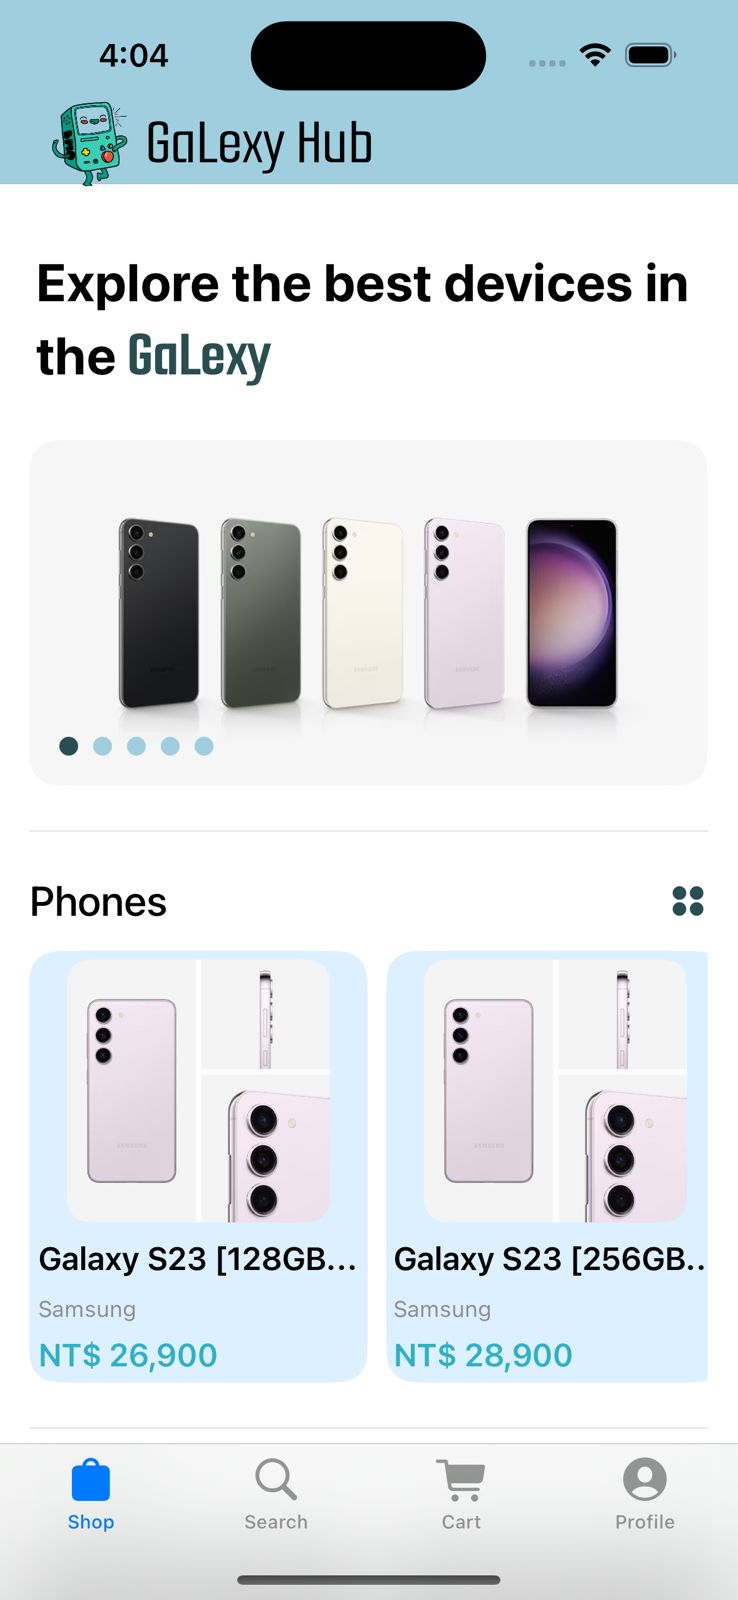 4:04
GaLexy Hub
Explore the best devices in
the GaLexy
Phones
Galaxy S23 [128GB...
Galaxy S23 [256GB..
Samsung
Samsung
NT$ 26,900
NT$ 28,900
Shop
Search
Cart
Profile